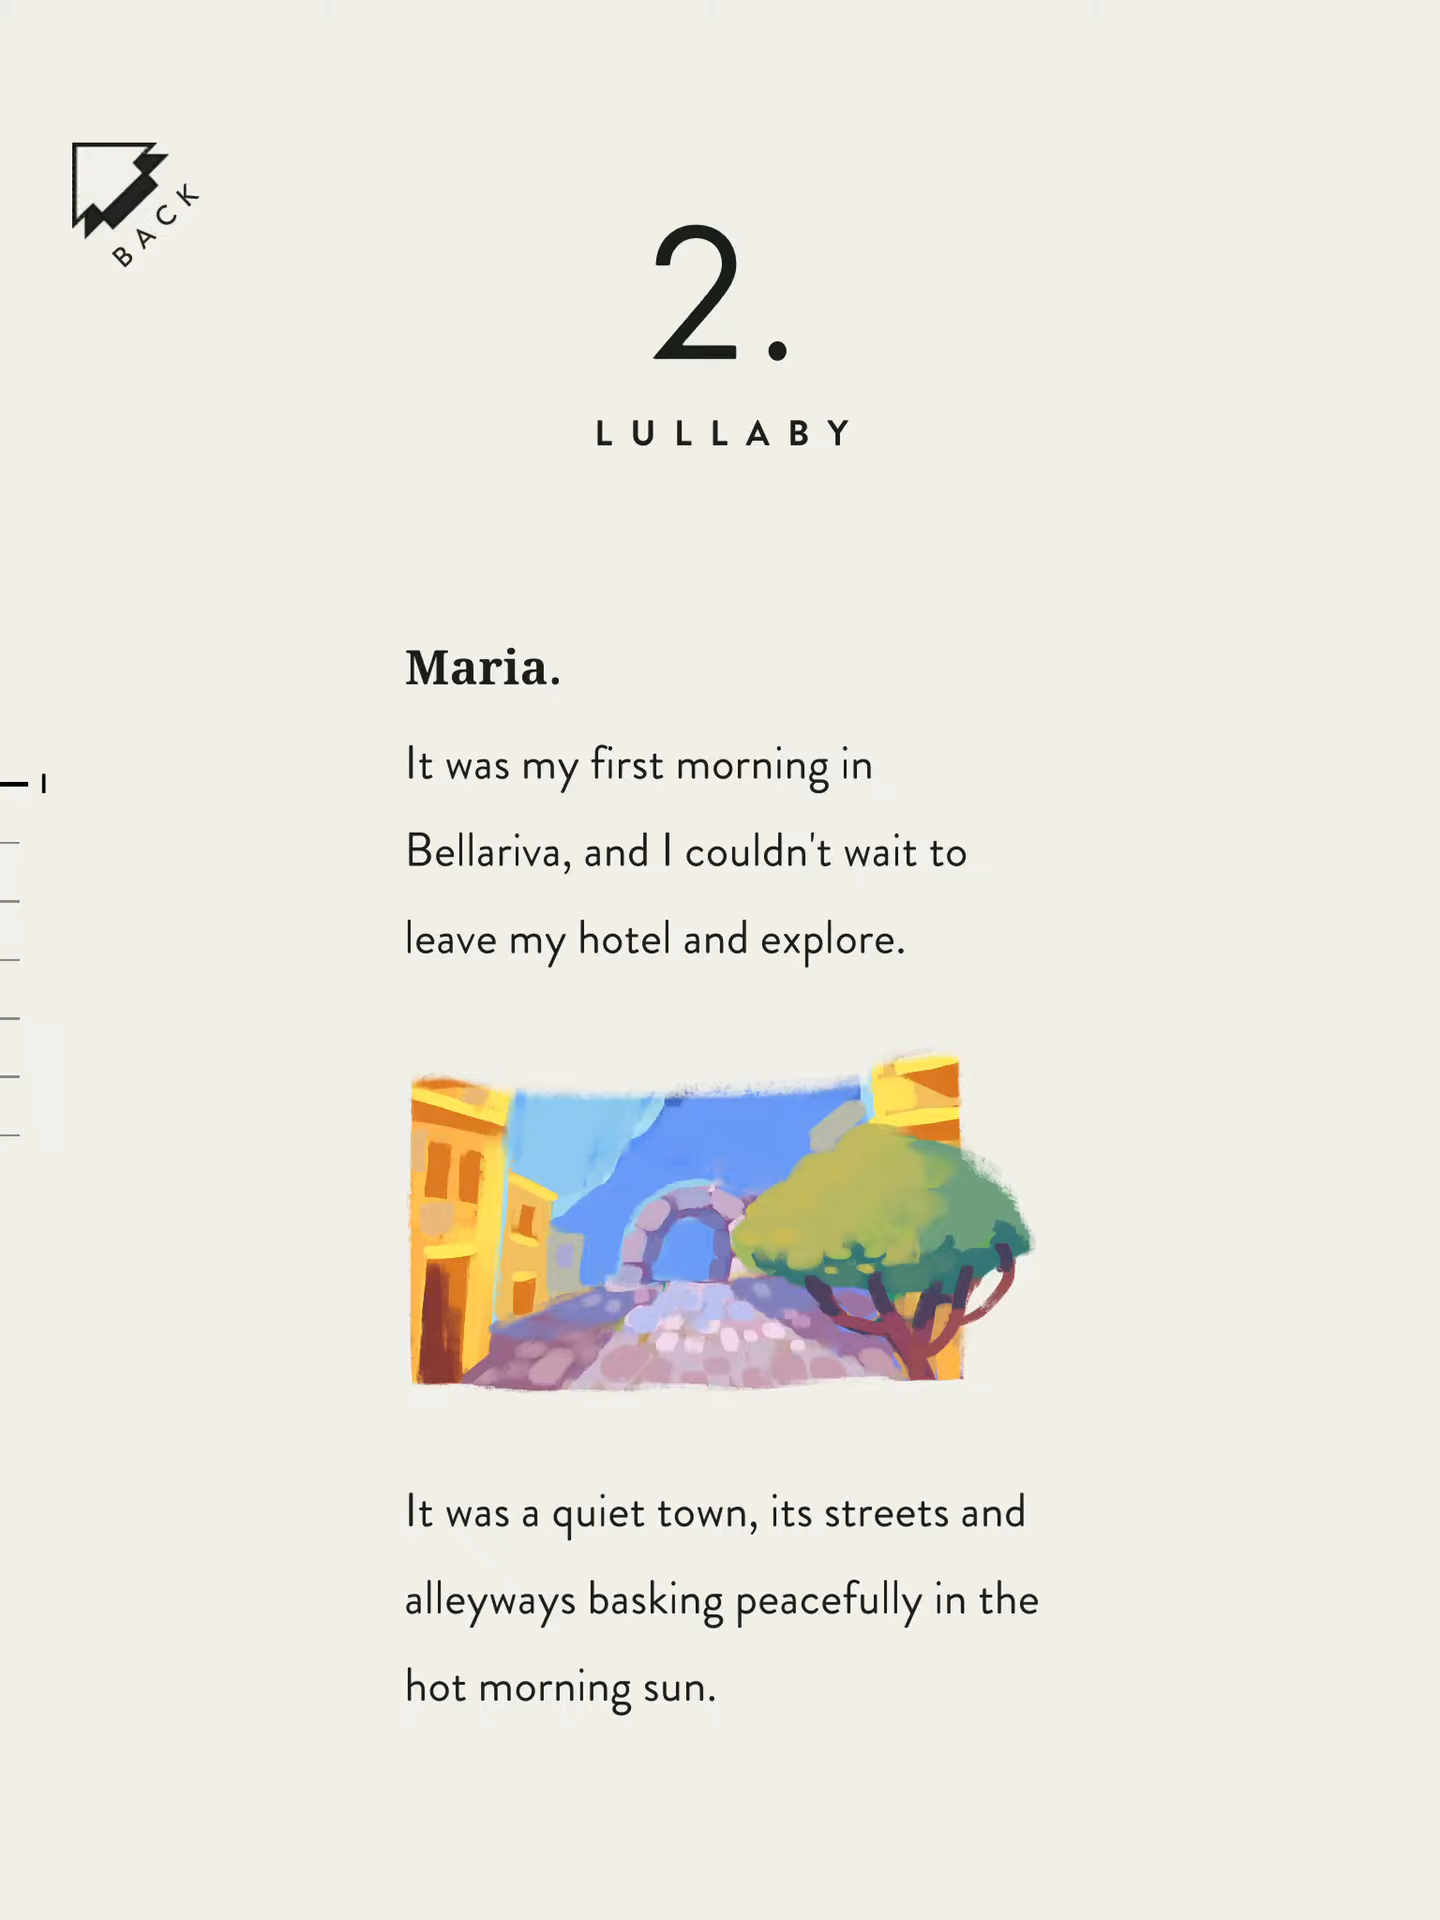 BACK
2.
LULLABY
Maria.
It was my first morning in
Bellariva, and I couldn't wait to
leave my hotel and explore.
It was a quiet town, its streets and
alleyways basking peacefully in the
hot morning sun.